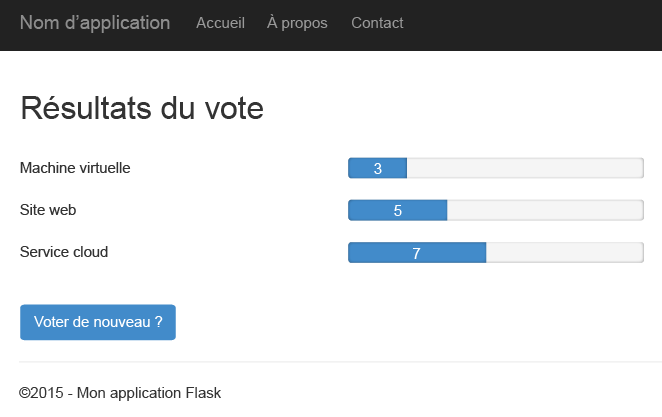 Nom d’application Accueil À propos Contact
Résultats du vote
Machine virtuelle 3
Site web 5
Service cloud 7
Voter de nouveau ?
©2015 - Mon application Flask